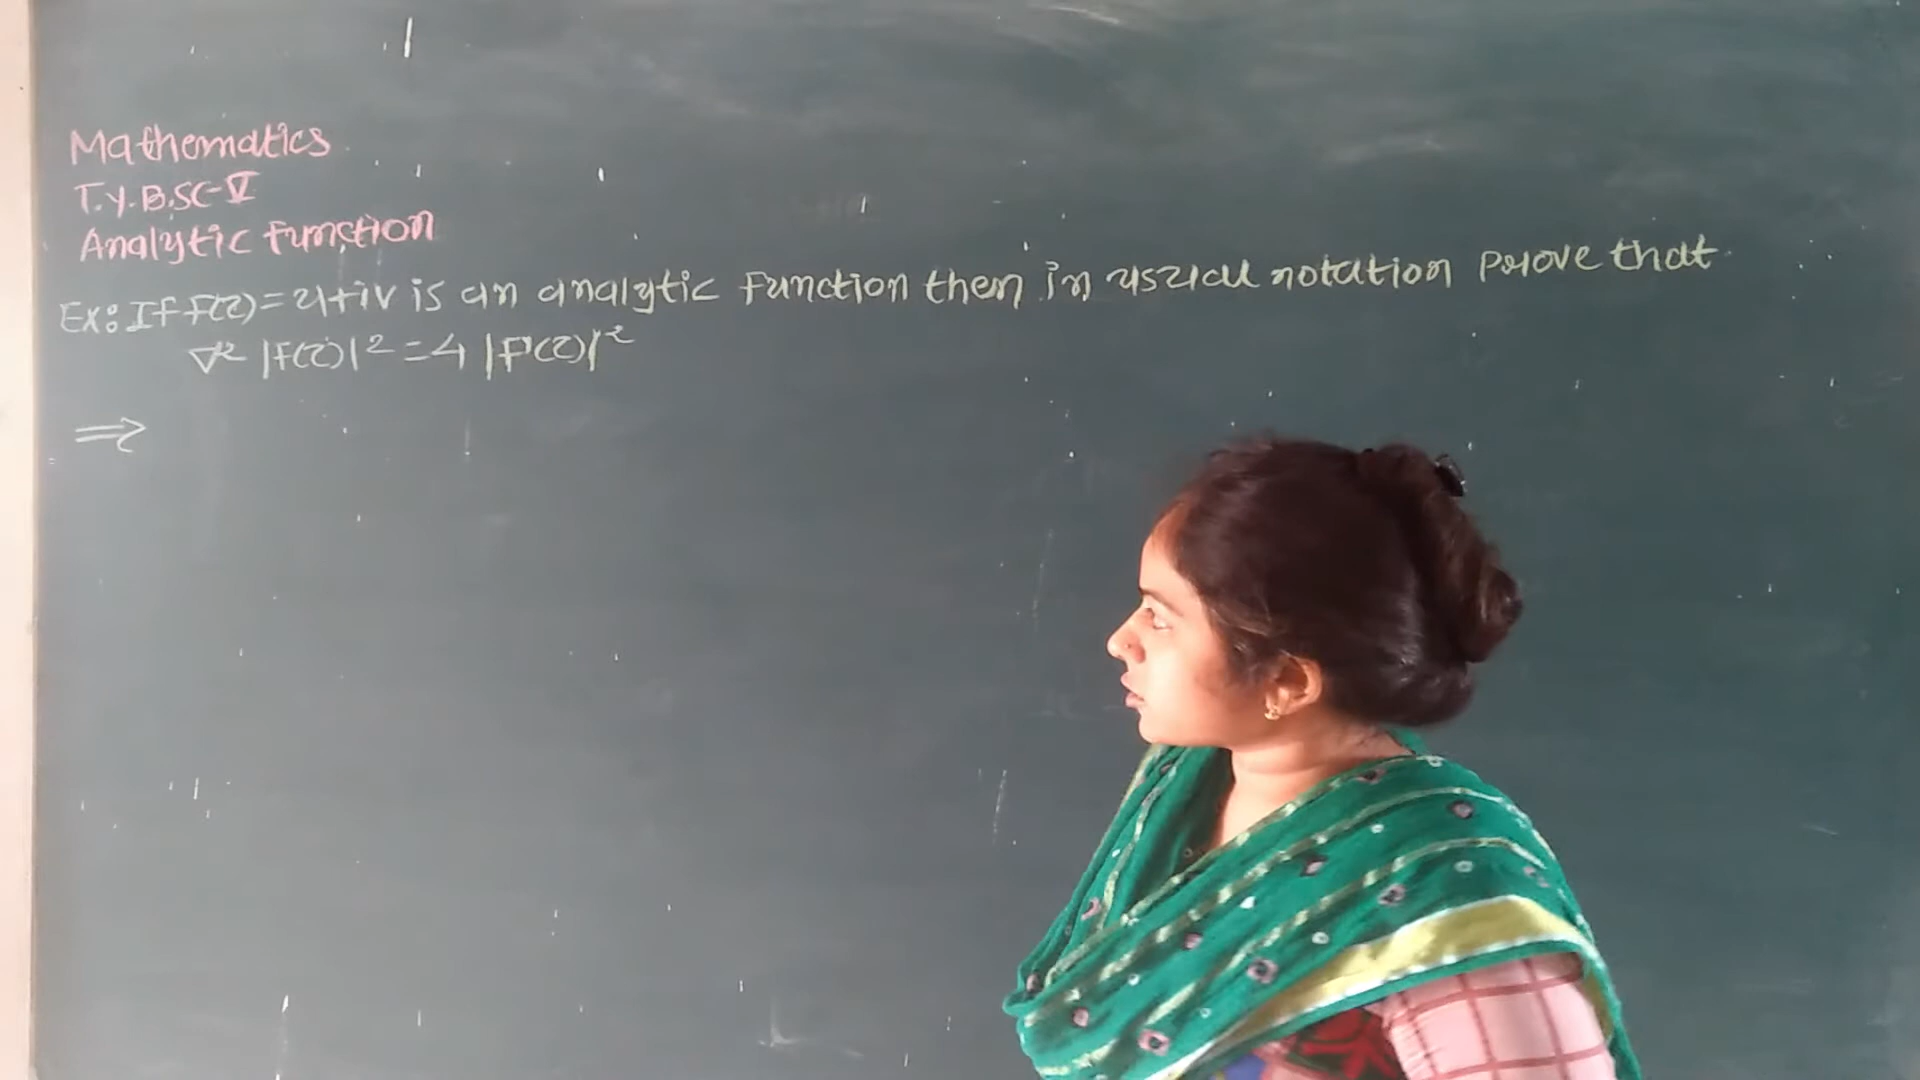 Mathematics
T.Y.B.SC-V
Analytic Function
Ex: If f(z)=u+iv is an analytic function then in usual notation prove that
∇² |f(z)|²=4 |f'(z)|²
⇒